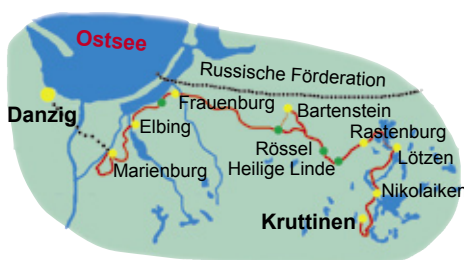 Ostsee
Russische Förderation
Danzig
Frauenburg
Bartenstein
Elbing
Rastenburg
Rössel
Lötzen
Marienburg
Heilige Linde
Nikolaiken
Kruttinen